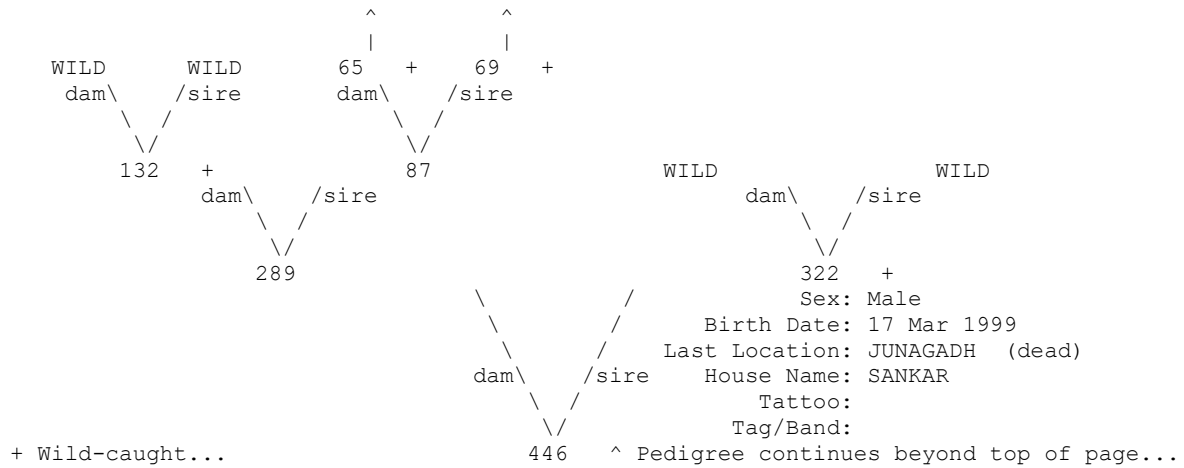 ^ ^
| |
WILD WILD 65 + 69 +
dam\ /sire dam\ /sire
\ / \ /
\/ \/
132 + 87 WILD WILD
dam\ /sire dam\ /sire
\ / \ /
\/ \/
289 322 +
\ / Sex: Male
\ / Birth Date: 17 Mar 1999
\ / Last Location: JUNAGADH (dead)
dam\ /sire House Name: SANKAR
\ / Tattoo:
\/ Tag/Band:
+ Wild-caught... 446 ^ Pedigree continues beyond top of page...